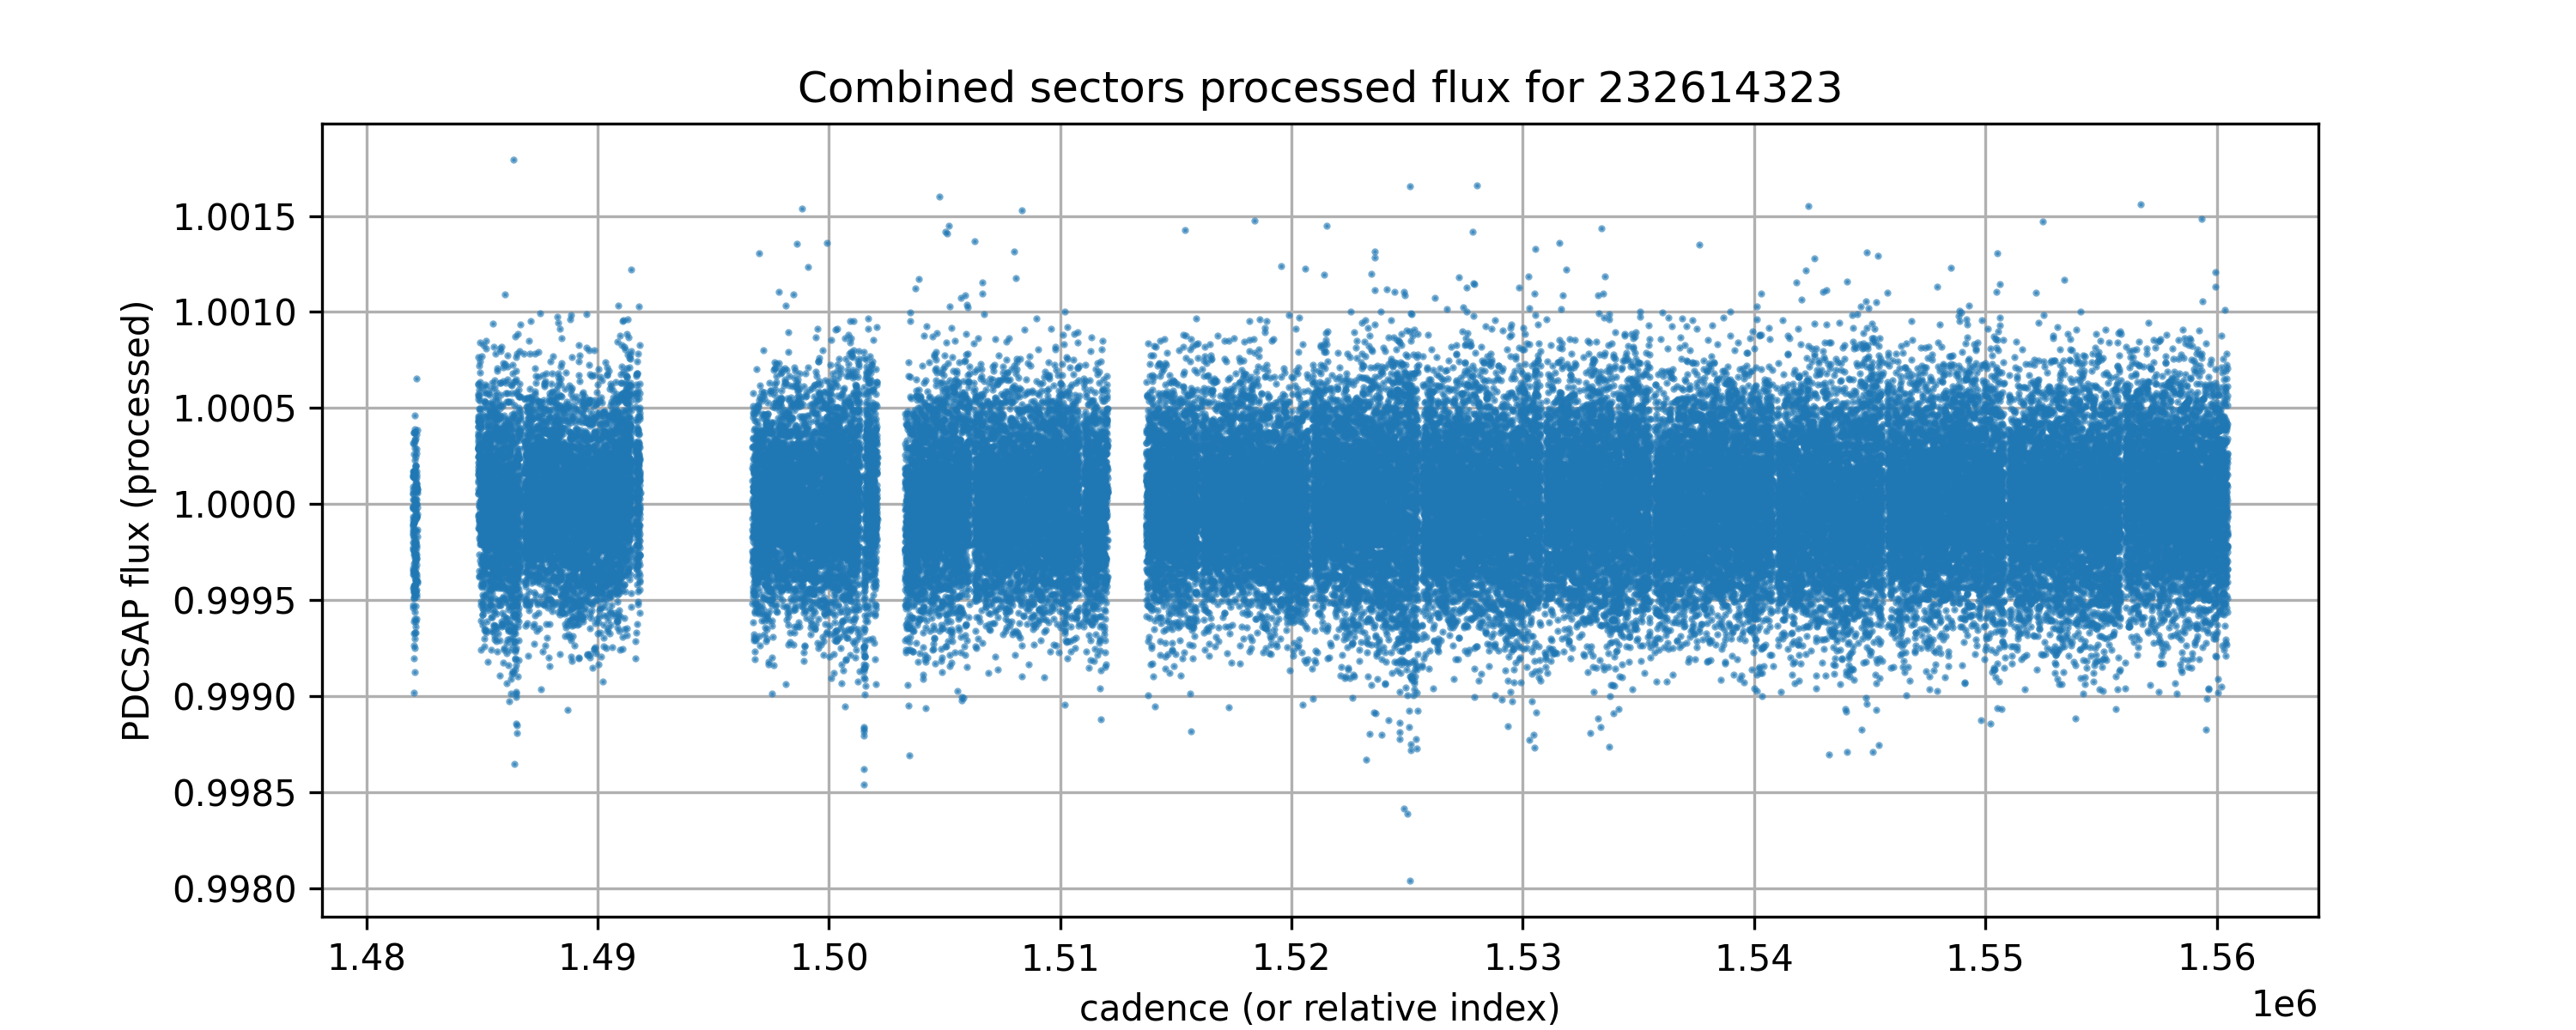 Combined sectors processed flux for 232614323
PDCSAP flux (processed)
1.0015
1.0010
1.0005
1.0000
0.9995
0.9990
0.9985
0.9980
1.48 1.49 1.50 1.51 1.52 1.53 1.54 1.55 1.56
1e6
cadence (or relative index)